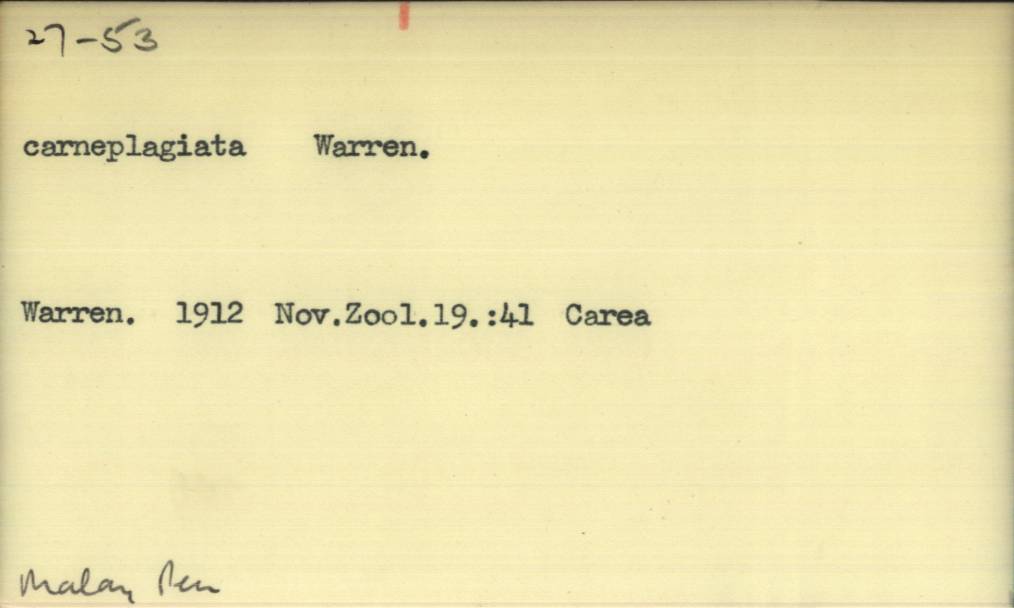 27-53
carneplagiata Warren.
Warren. 1912 Nov.Zool.19.:41 Carea
Malay Pen